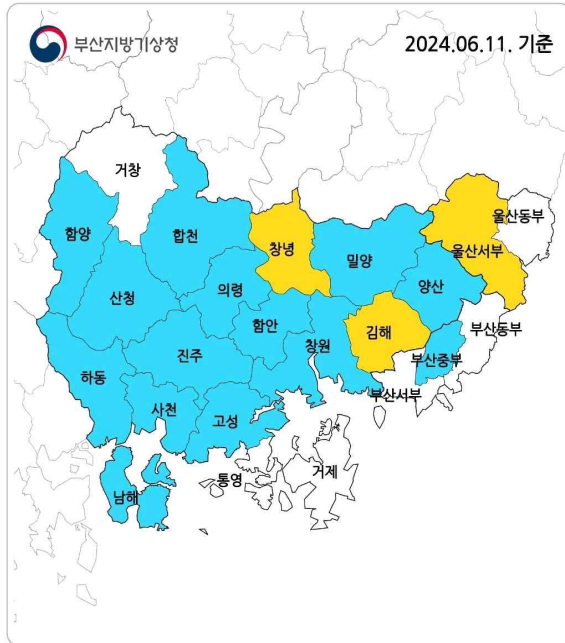 부산지방기상청
2024.06.11. 기준
거창
함양
합천
창녕
밀양
울산동부
울산서부
산청
의령
양산
함안
창원
김해
부산동부
진주
하동
부산중부
사천
고성
부산서부
남해
통영
거제